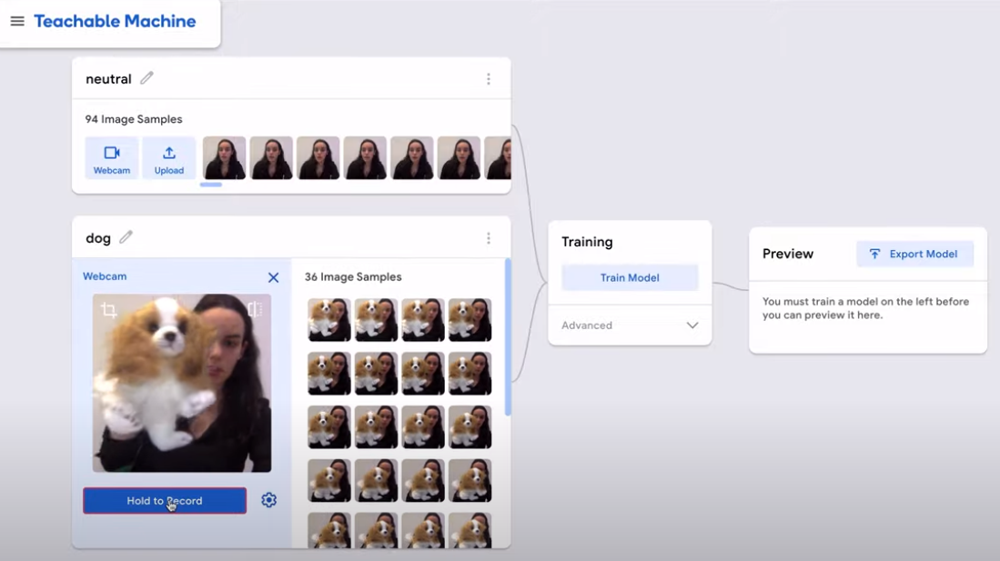 Teachable Machine
neutral
94 Image Samples
Webcam
Upload
dog
Webcam
36 Image Samples
Hold to Record
Training
Train Model
Advanced
Preview
Export Model
You must train a model on the left before
you can preview it here.